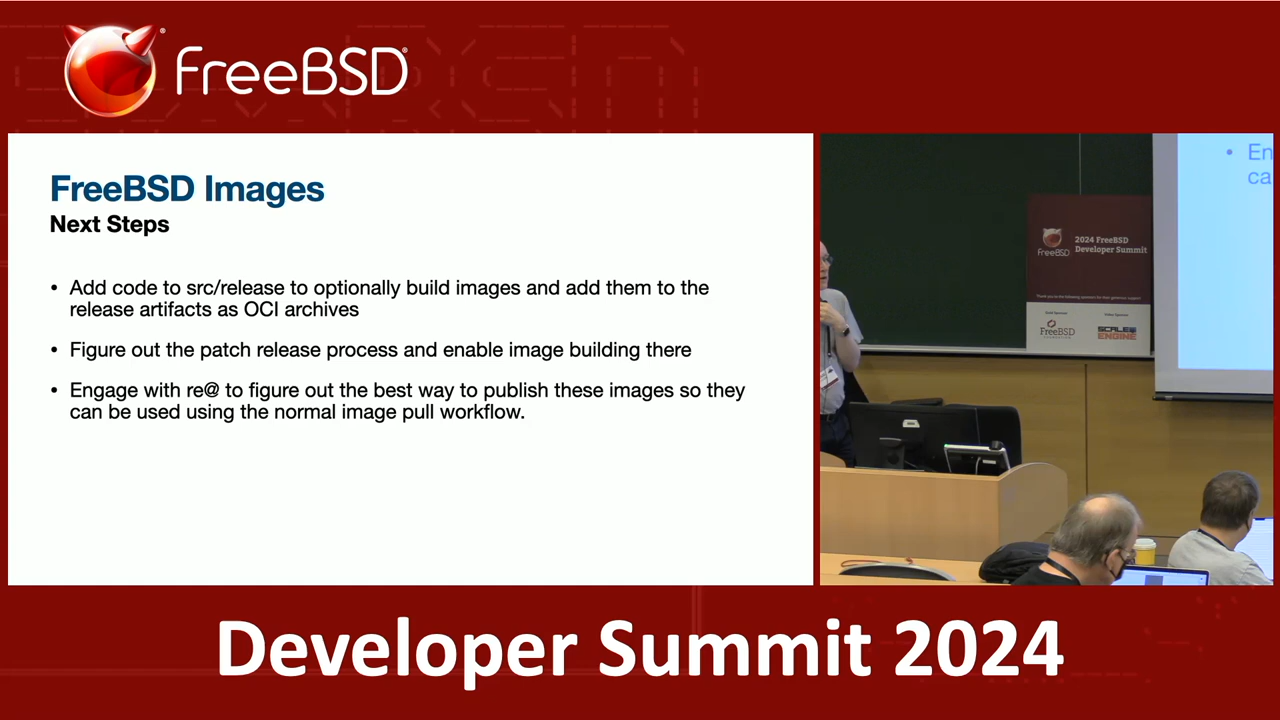 FreeBSD
FreeBSD Images
Next Steps
• Add code to src/release to optionally build images and add them to the
release artifacts as OCI archives
• Figure out the patch release process and enable image building there
• Engage with re@ to figure out the best way to publish these images so they
can be used using the normal image pull workflow.
• En
ca
2024 FreeBSD
Developer Summit
FreeBSD
FreeBSD
SCALE
ENGINE
Developer Summit 2024